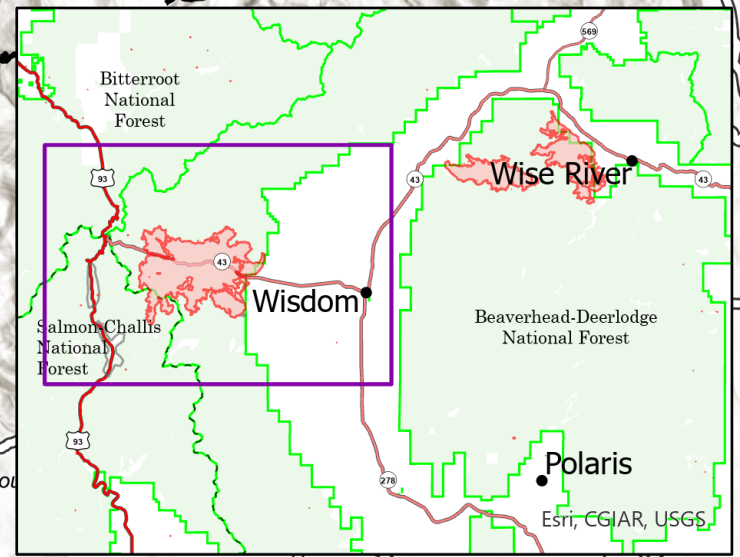 569
Bitterroot
National
Forest
93
43
Wise River
43
43
Wisdom
Beaverhead-Deerlodge
National Forest
Salmon-Challis
National
Forest
93
278
Polaris
Esri, CGIAR, USGS